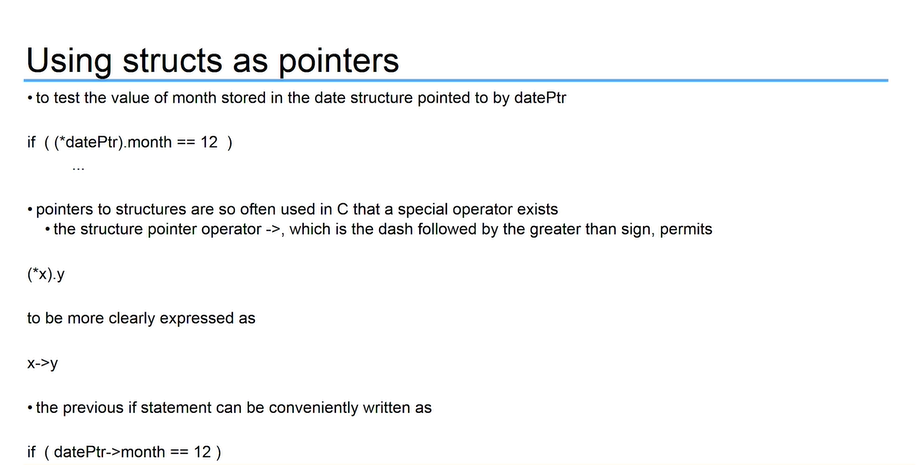 Using structs as pointers
• to test the value of month stored in the date structure pointed to by datePtr
if ( (*datePtr).month == 12 )
...
• pointers to structures are so often used in C that a special operator exists
• the structure pointer operator ->, which is the dash followed by the greater than sign, permits
(*x).y
to be more clearly expressed as
x->y
• the previous if statement can be conveniently written as
if ( datePtr->month == 12 )